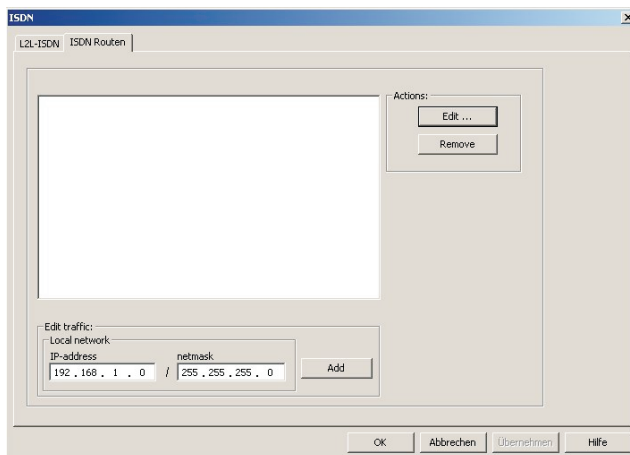 ISDN
L2L-ISDN ISDN Routen
Actions:
Edit ...
Remove
Edit traffic:
Local network
IP-address netmask
192 . 168 . 1 . 0 / 255 . 255 . 255 . 0 Add
OK Abbrechen Übernehmen Hilfe